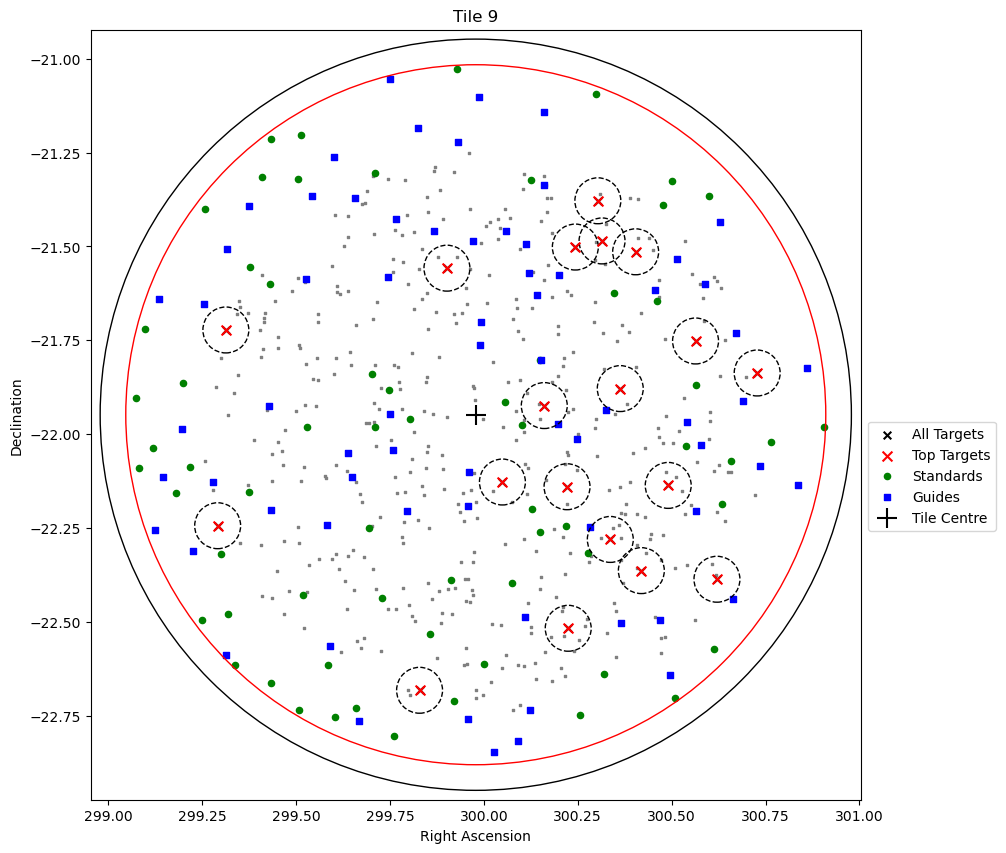 Tile 9
−21.00
−21.25
−21.50
−21.75
−22.00
−22.25
−22.50
−22.75
Declination
299.00
299.25
299.50
299.75
300.00
300.25
300.50
300.75
301.00
Right Ascension
All Targets
Top Targets
Standards
Guides
Tile Centre